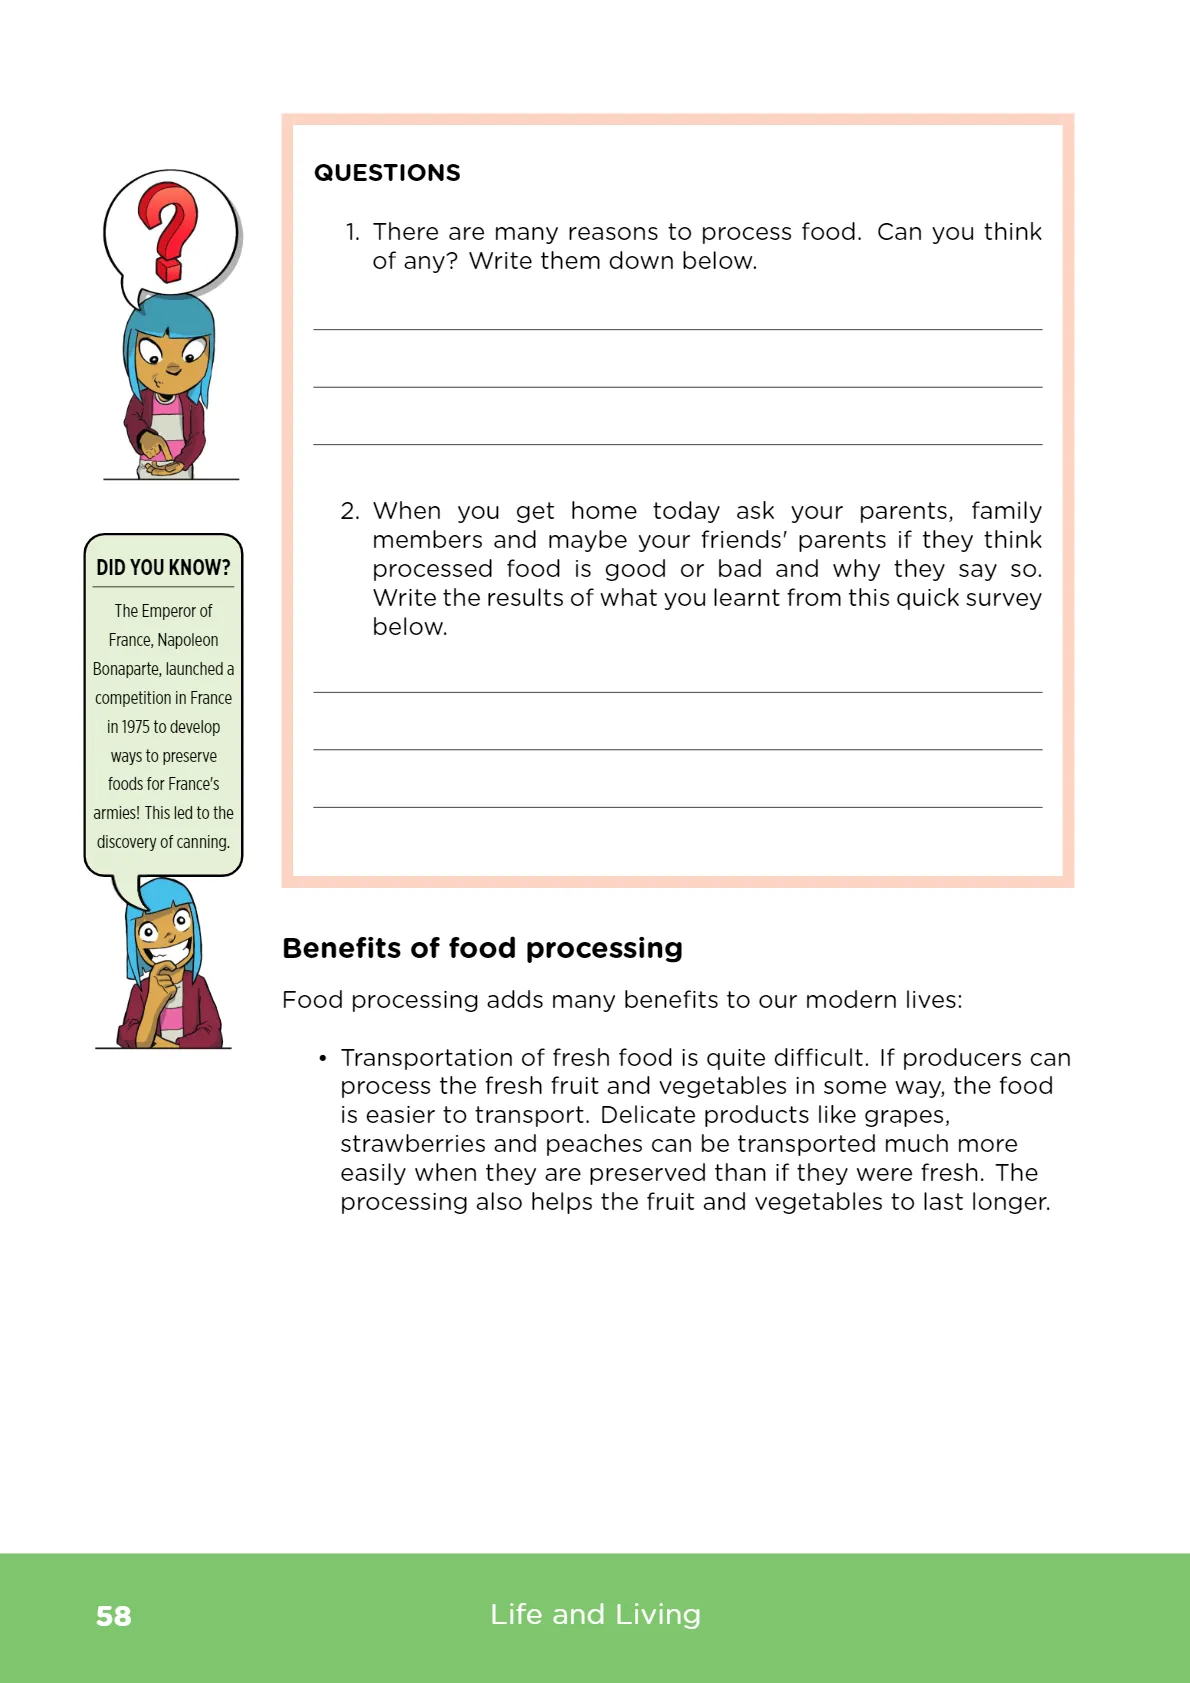 QUESTIONS
1. There are many reasons to process food. Can you think
of any? Write them down below.
2. When you get home today ask your parents, family
members and maybe your friends' parents if they think
processed food is good or bad and why they say so.
Write the results of what you learnt from this quick survey
below.
DID YOU KNOW?
The Emperor of
France, Napoleon
Bonaparte, launched a
competition in France
in 1975 to develop
ways to preserve
foods for France's
armies! This led to the
discovery of canning.
Benefits of food processing
Food processing adds many benefits to our modern lives:
• Transportation of fresh food is quite difficult. If producers can
process the fresh fruit and vegetables in some way, the food
is easier to transport. Delicate products like grapes,
strawberries and peaches can be transported much more
easily when they are preserved than if they were fresh. The
processing also helps the fruit and vegetables to last longer.
58
Life and Living